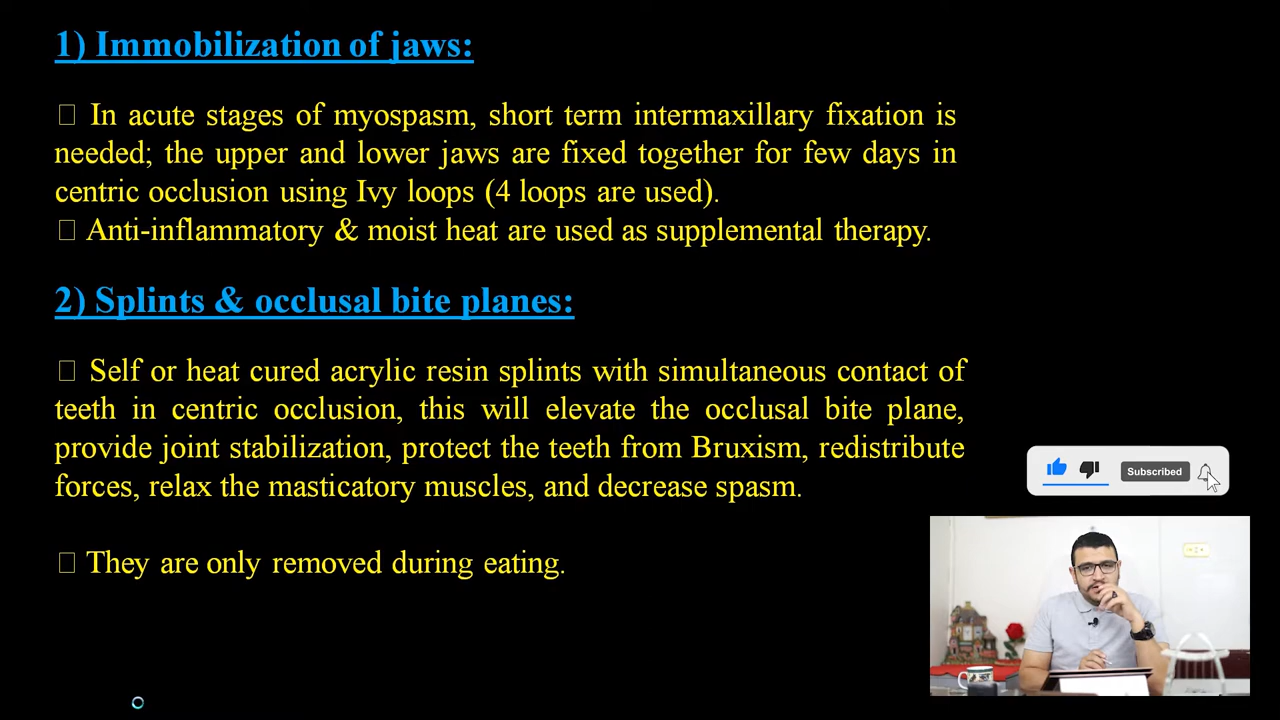 1) Immobilization of jaws:
□ In acute stages of myospasm, short term intermaxillary fixation is
needed; the upper and lower jaws are fixed together for few days in
centric occlusion using Ivy loops (4 loops are used).
□ Anti-inflammatory & moist heat are used as supplemental therapy.
2) Splints & occlusal bite planes:
□ Self or heat cured acrylic resin splints with simultaneous contact of
teeth in centric occlusion, this will elevate the occlusal bite plane,
provide joint stabilization, protect the teeth from Bruxism, redistribute
forces, relax the masticatory muscles, and decrease spasm.
□ They are only removed during eating.
Subscribed